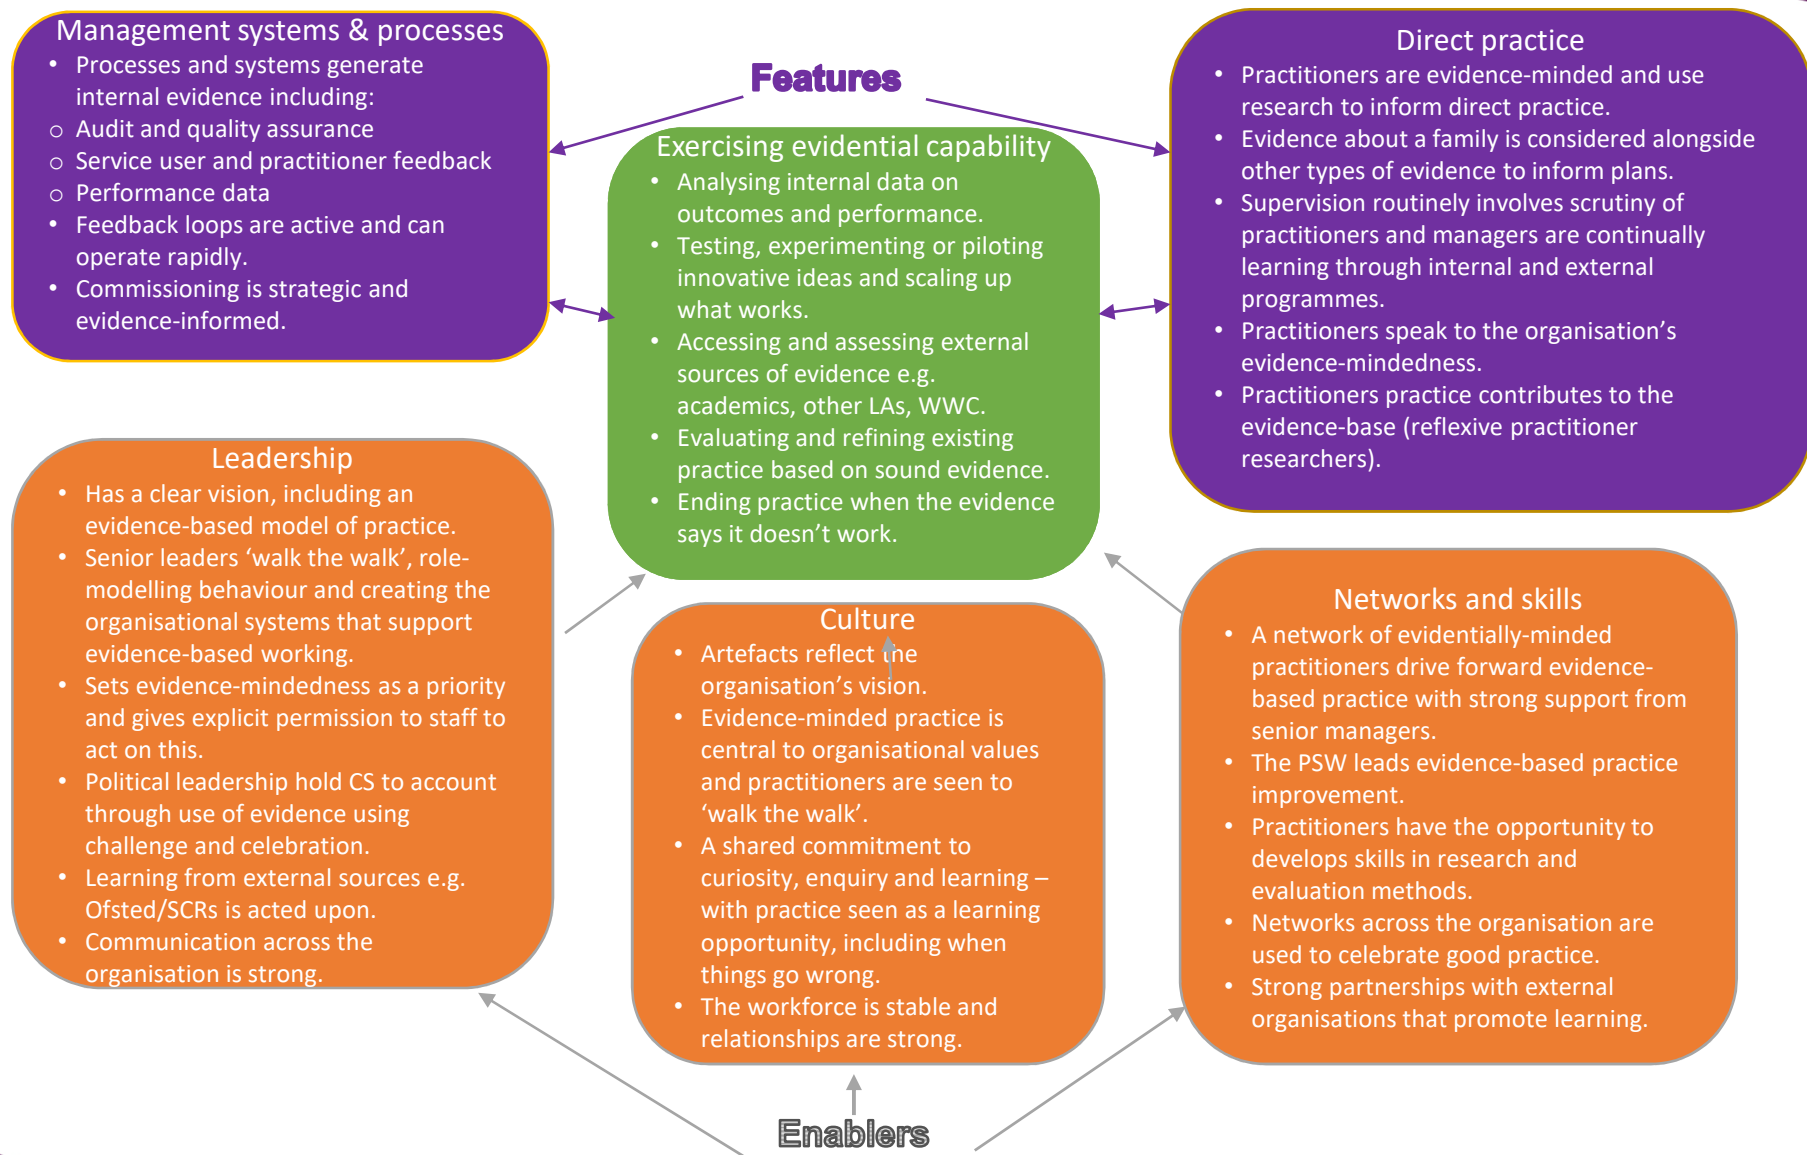 Management systems & processes
• Processes and systems generate
internal evidence including:
o Audit and quality assurance
o Service user and practitioner feedback
o Performance data
• Feedback loops are active and can
operate rapidly.
• Commissioning is strategic and
evidence-informed.
Features
Direct practice
• Practitioners are evidence-minded and use
research to inform direct practice.
• Evidence about a family is considered alongside
other types of evidence to inform plans.
• Supervision routinely involves scrutiny of
practitioners and managers are continually
learning through internal and external
programmes.
• Practitioners speak to the organisation’s
evidence-mindedness.
• Practitioners practice contributes to the
evidence-base (reflexive practitioner
researchers).
Exercising evidential capability
• Analysing internal data on
outcomes and performance.
• Testing, experimenting or piloting
innovative ideas and scaling up
what works.
• Accessing and assessing external
sources of evidence e.g.
academics, other LAs, WWC.
• Evaluating and refining existing
practice based on sound evidence.
• Ending practice when the evidence
says it doesn’t work.
Leadership
• Has a clear vision, including an
evidence-based model of practice.
• Senior leaders ‘walk the walk’, role-
modelling behaviour and creating the
organisational systems that support
evidence-based working.
• Sets evidence-mindedness as a priority
and gives explicit permission to staff to
act on this.
• Political leadership hold CS to account
through use of evidence using
challenge and celebration.
• Learning from external sources e.g.
Ofsted/SCRs is acted upon.
• Communication across the
organisation is strong.
Culture
• Artefacts reflect the
organisation’s vision.
• Evidence-minded practice is
central to organisational values
and practitioners are seen to
‘walk the walk’.
• A shared commitment to
curiosity, enquiry and learning –
with practice seen as a learning
opportunity, including when
things go wrong.
• The workforce is stable and
relationships are strong.
Networks and skills
• A network of evidentially-minded
practitioners drive forward evidence-
based practice with strong support from
senior managers.
• The PSW leads evidence-based practice
improvement.
• Practitioners have the opportunity to
develops skills in research and
evaluation methods.
• Networks across the organisation are
used to celebrate good practice.
• Strong partnerships with external
organisations that promote learning.
Enablers